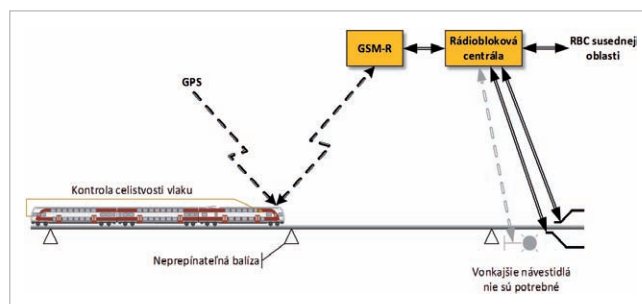 GSM-R
Rádiobloková
centrála
RBC susednej
oblasti
GPS
Kontrola celistvosti vlaku
Neprepínateľná balíza
Vonkajšie návestidlá
nie sú potrebné